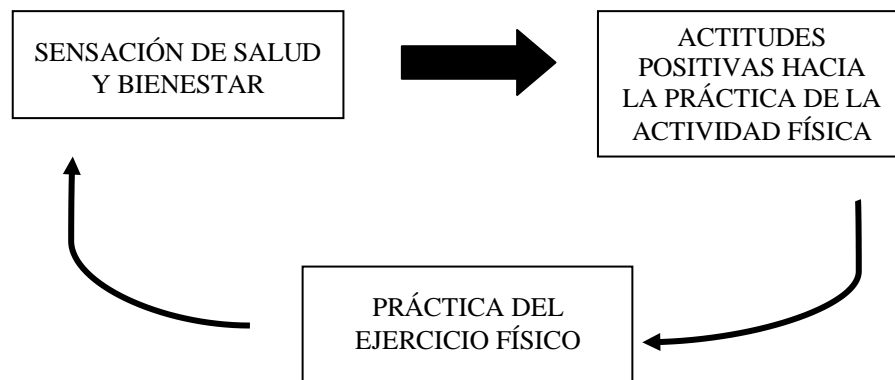 SENSACIÓN DE SALUD
Y BIENESTAR
ACTITUDES
POSITIVAS HACIA
LA PRÁCTICA DE LA
ACTIVIDAD FÍSICA
PRÁCTICA DEL
EJERCICIO FÍSICO